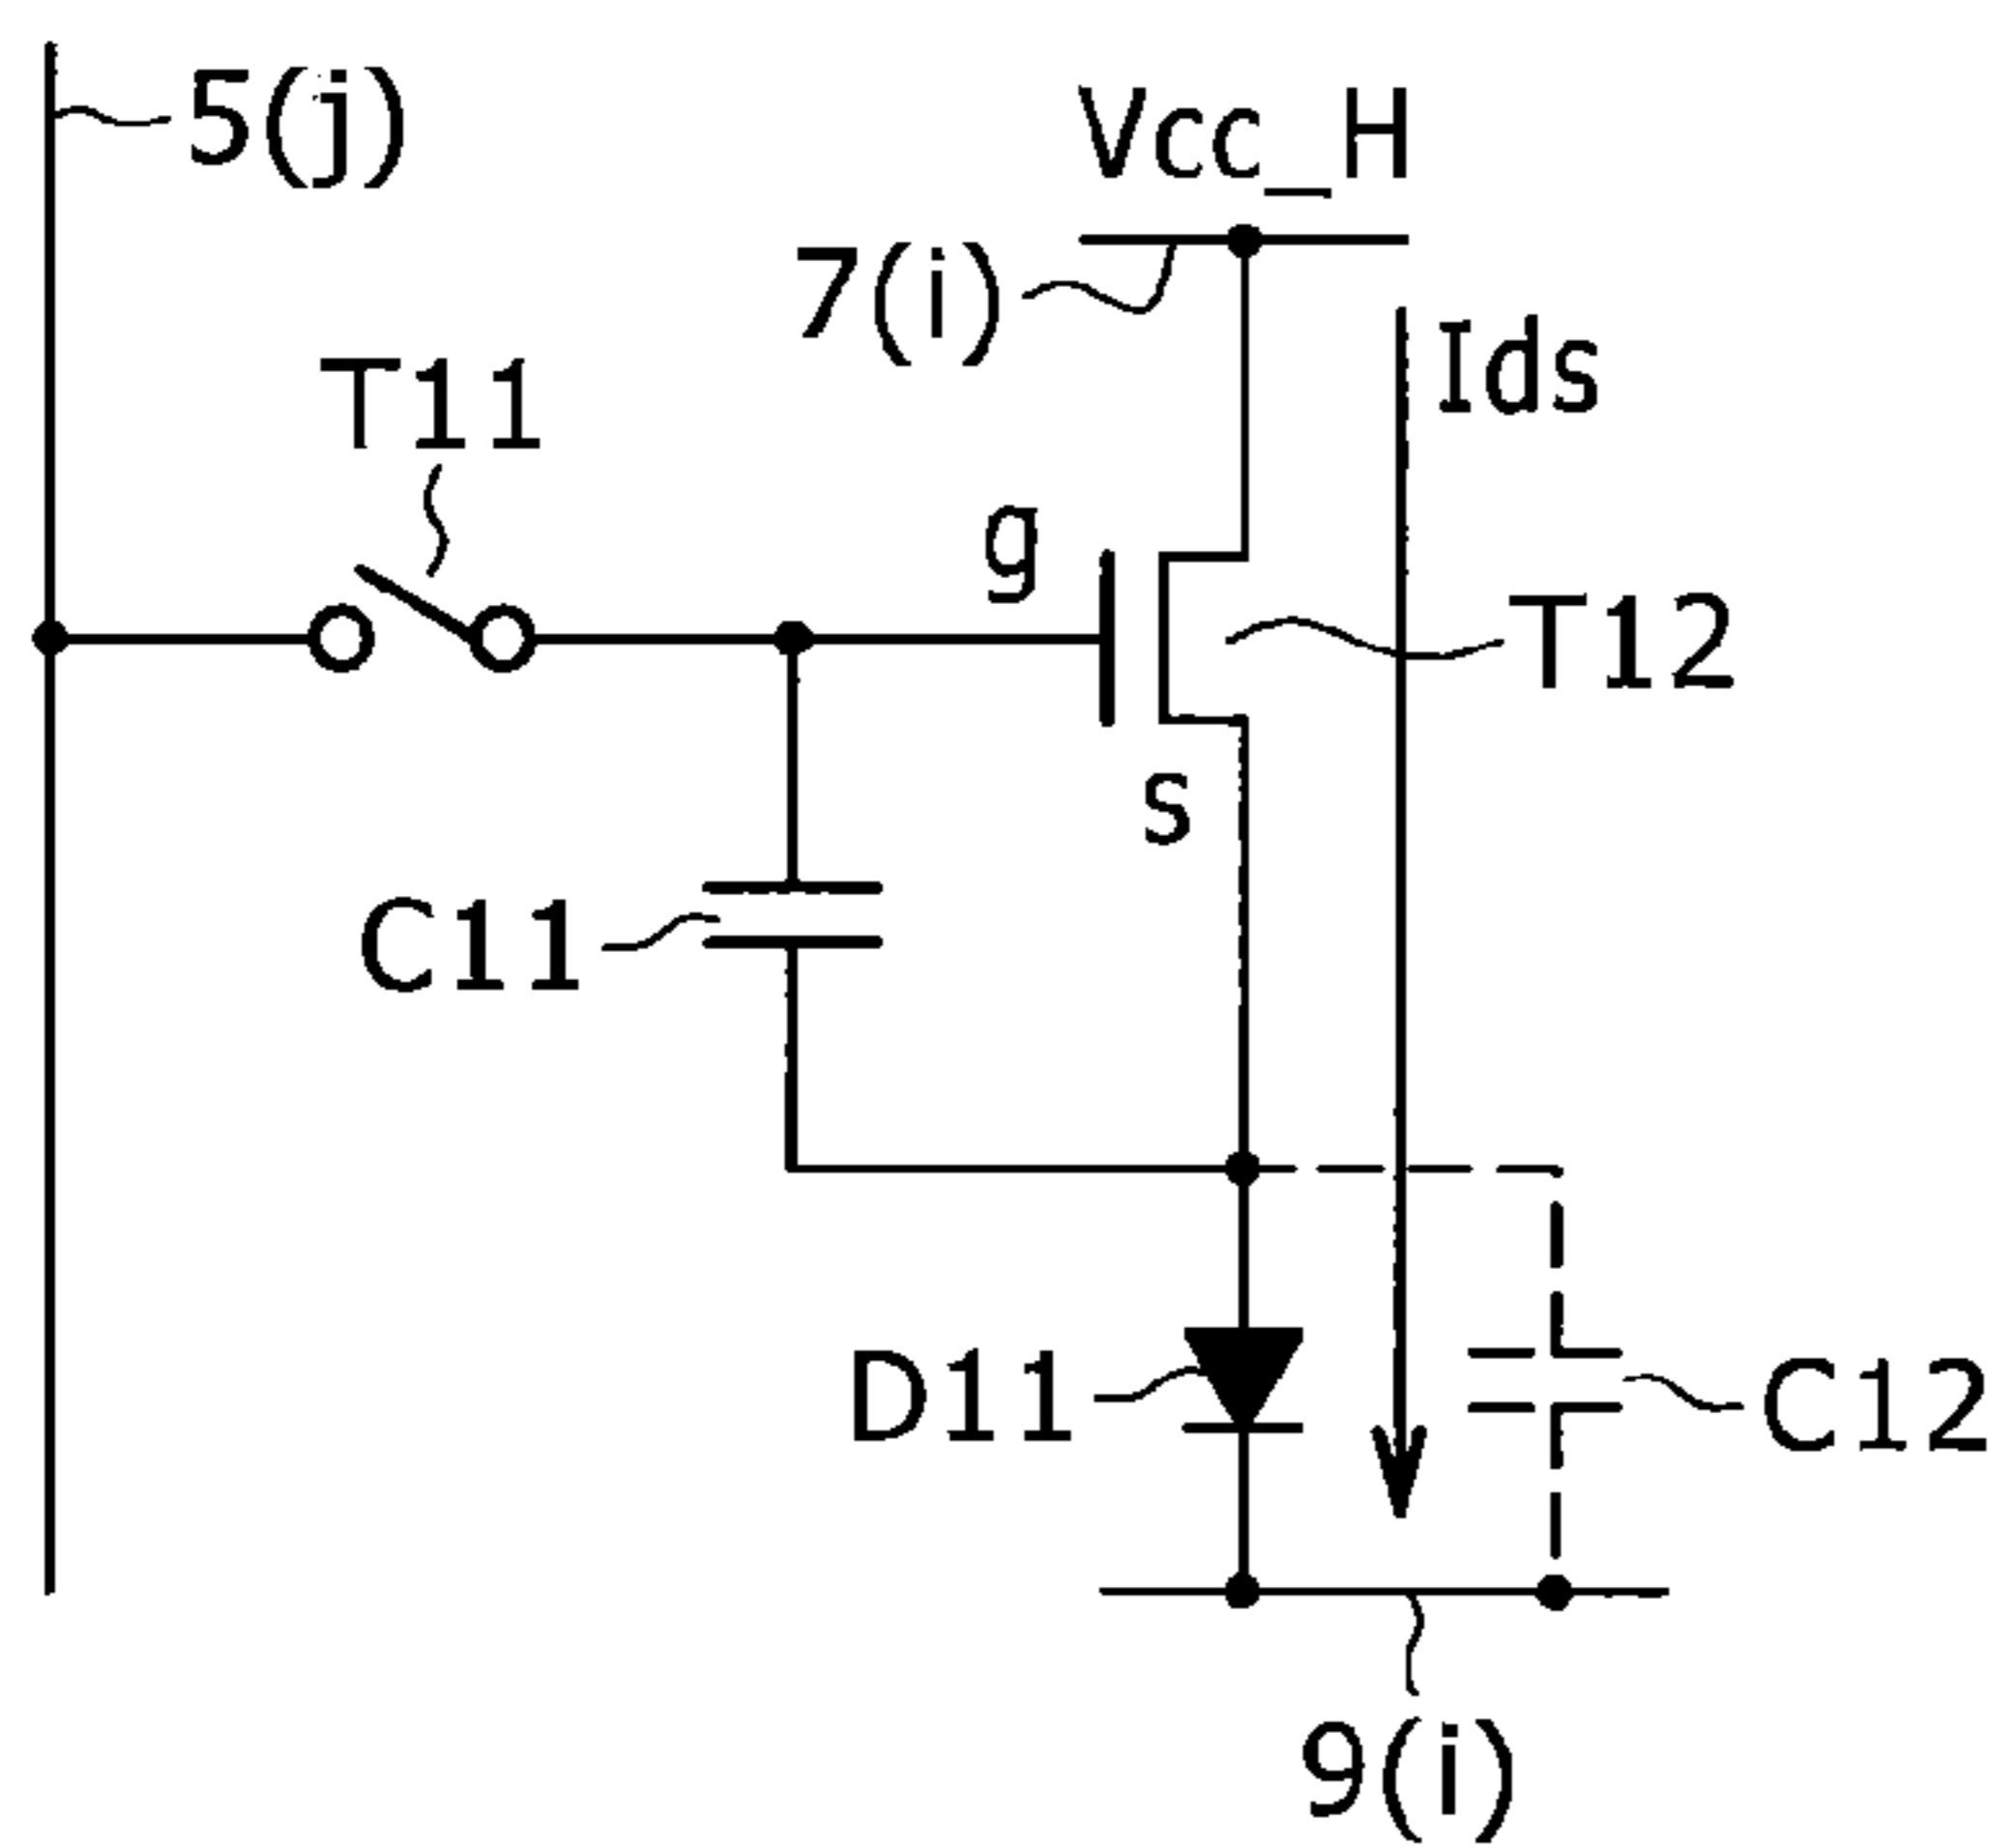 5(j)
Vcc_H
7(i)
Ids
T11
g
T12
s
C11
D11
C12
9(i)